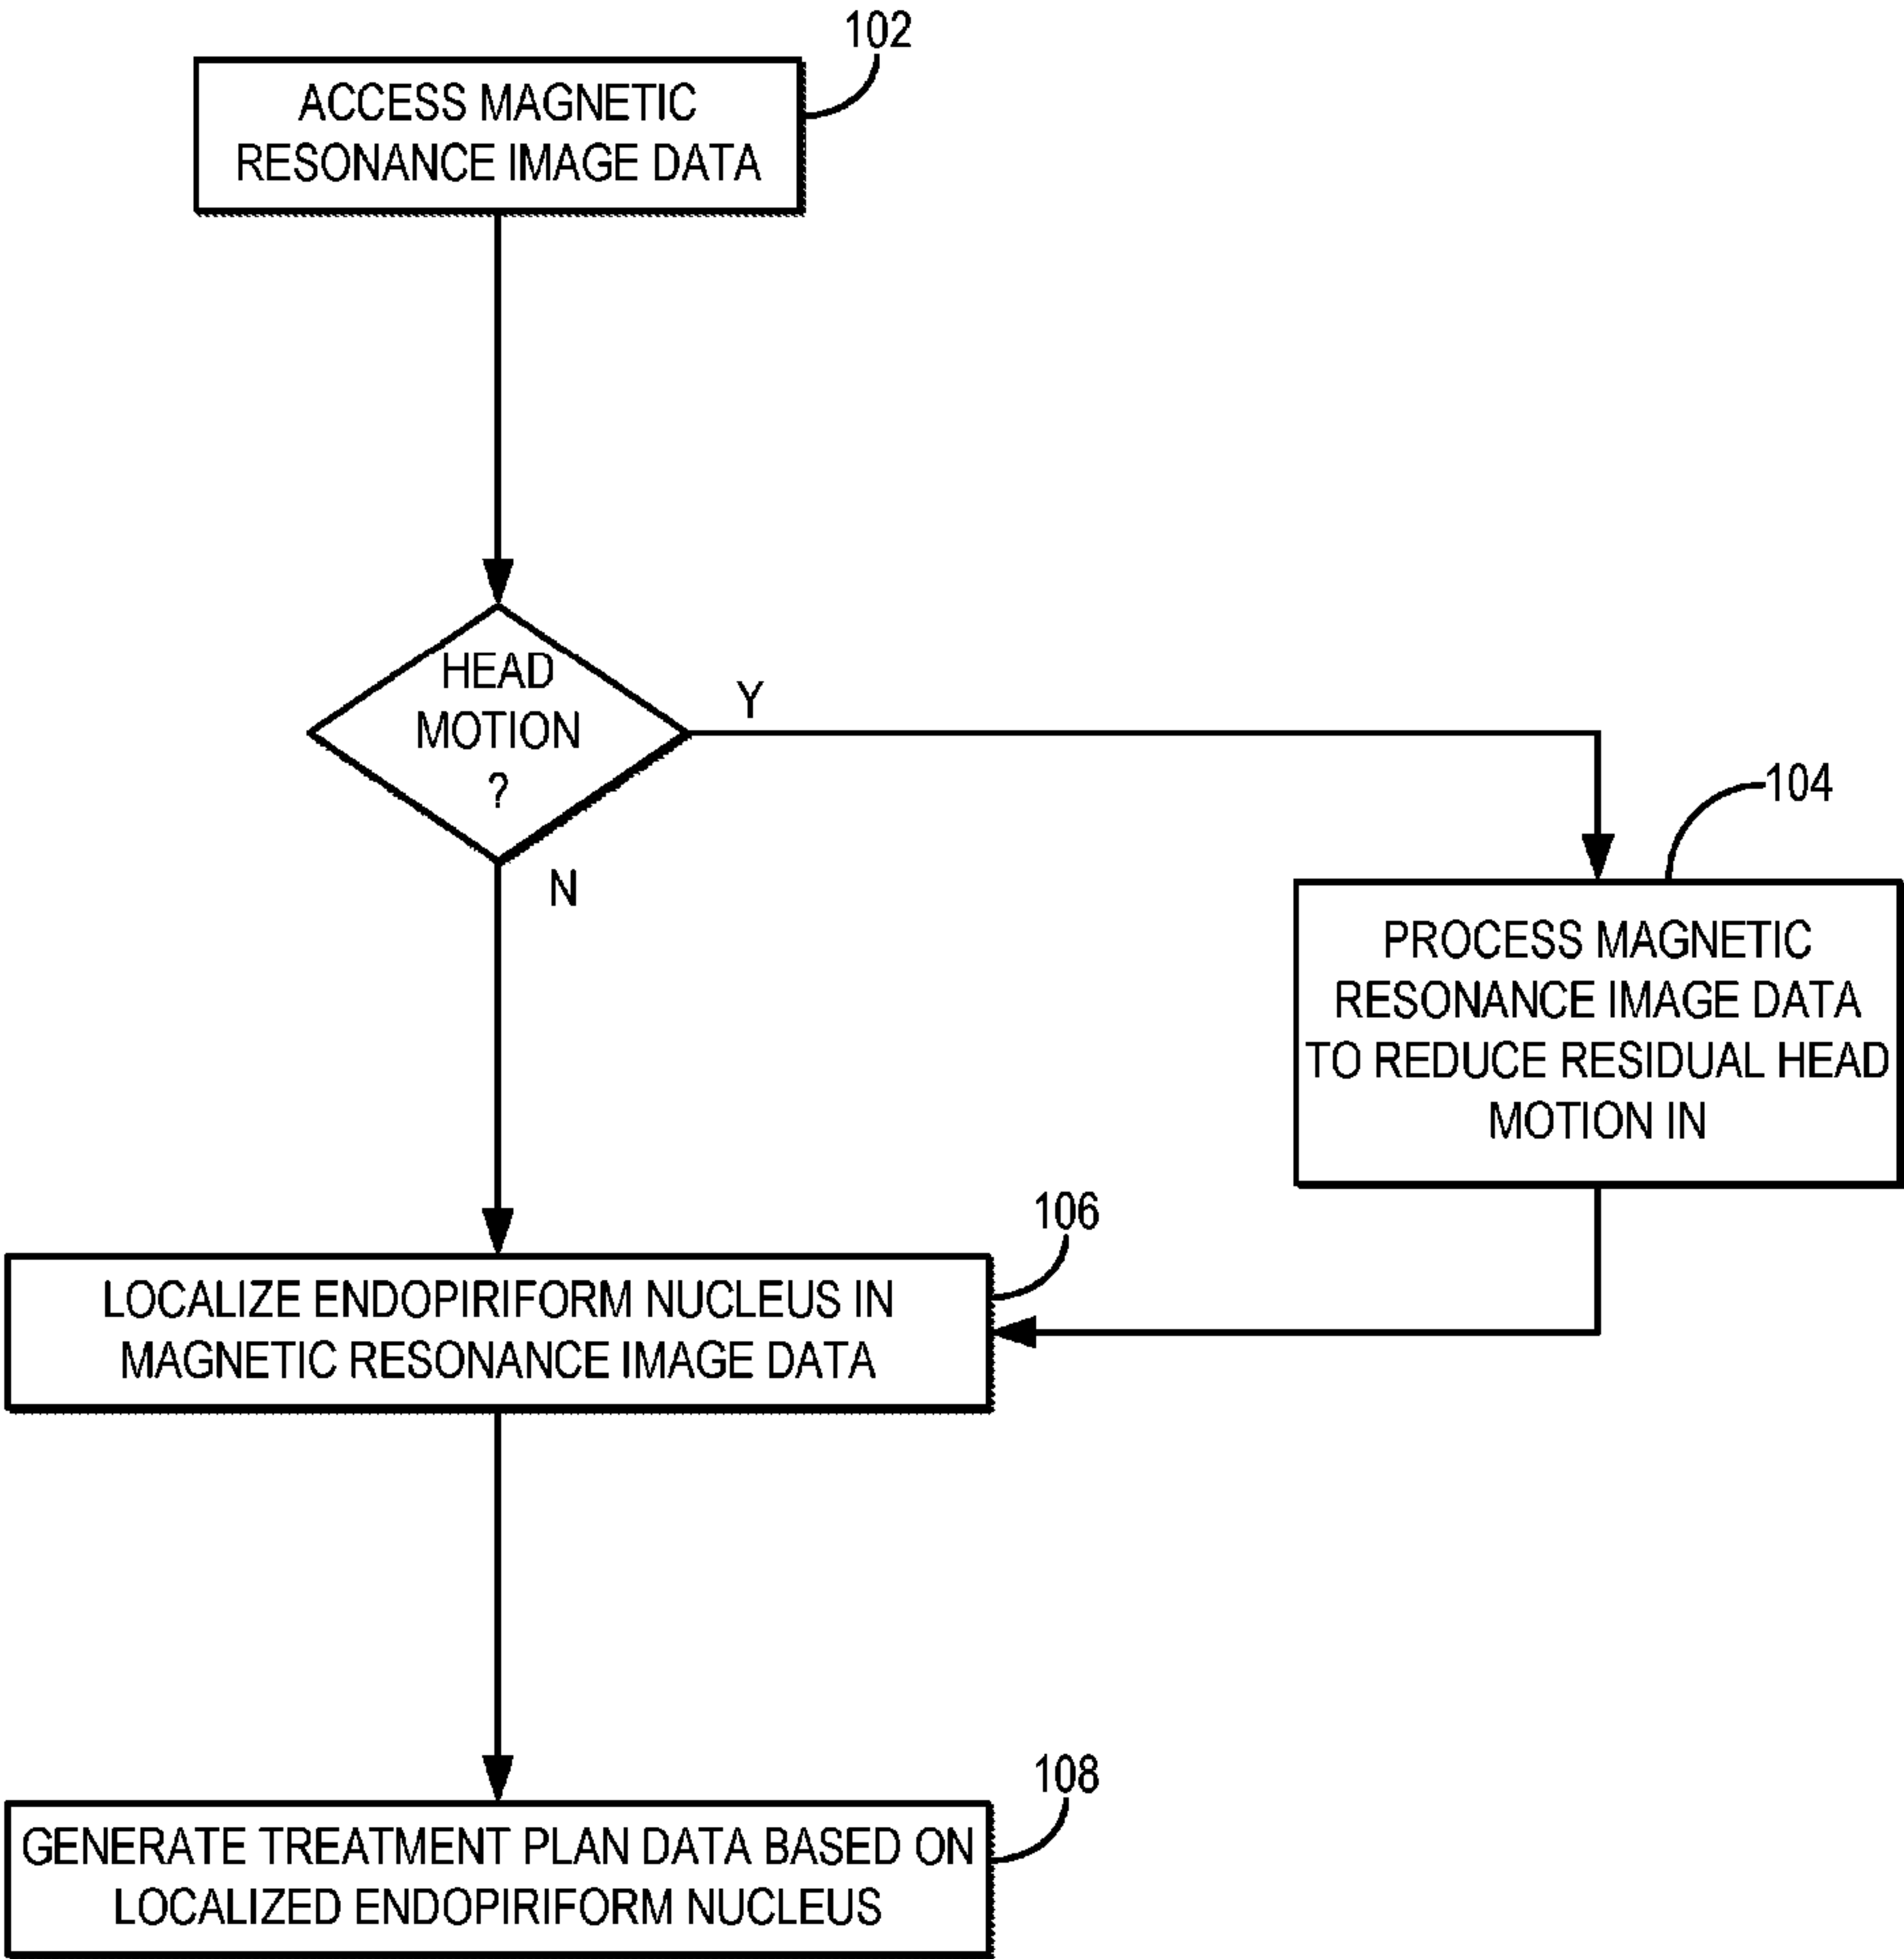 102
ACCESS MAGNETIC
RESONANCE IMAGE DATA
HEAD
MOTION
?
Y
N
104
PROCESS MAGNETIC
RESONANCE IMAGE DATA
TO REDUCE RESIDUAL HEAD
MOTION IN
106
LOCALIZE ENDOPIRIFORM NUCLEUS IN
MAGNETIC RESONANCE IMAGE DATA
108
GENERATE TREATMENT PLAN DATA BASED ON
LOCALIZED ENDOPIRIFORM NUCLEUS